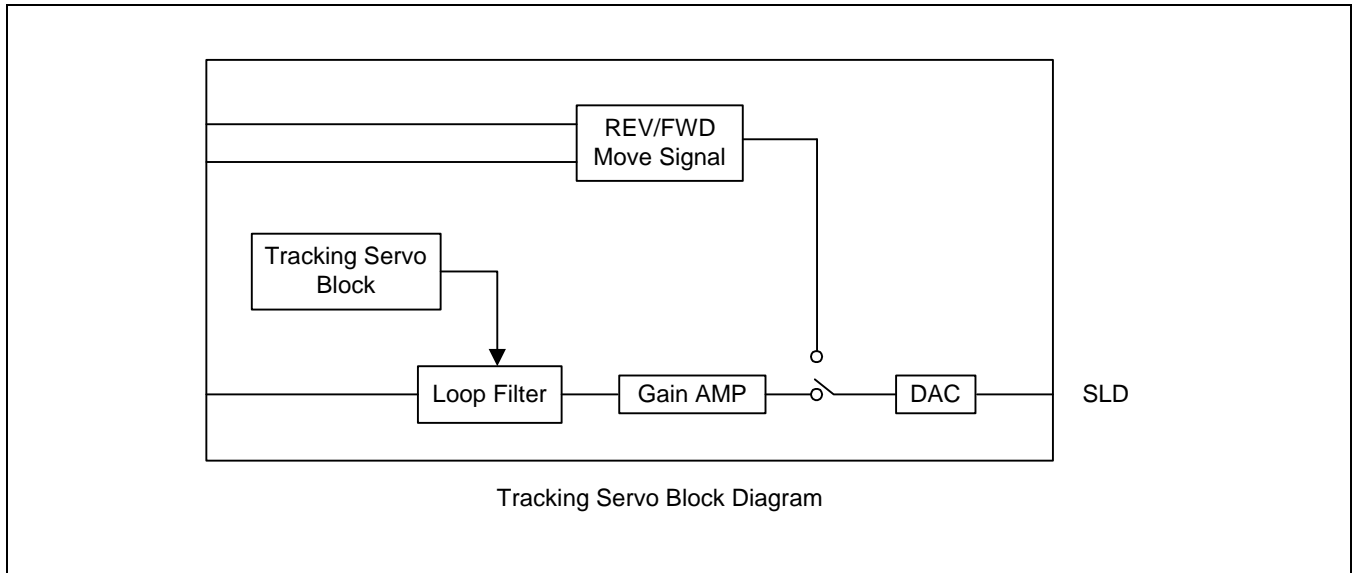 REV/FWD
Move Signal
Tracking Servo
Block
Loop Filter
Gain AMP
DAC
SLD
Tracking Servo Block Diagram